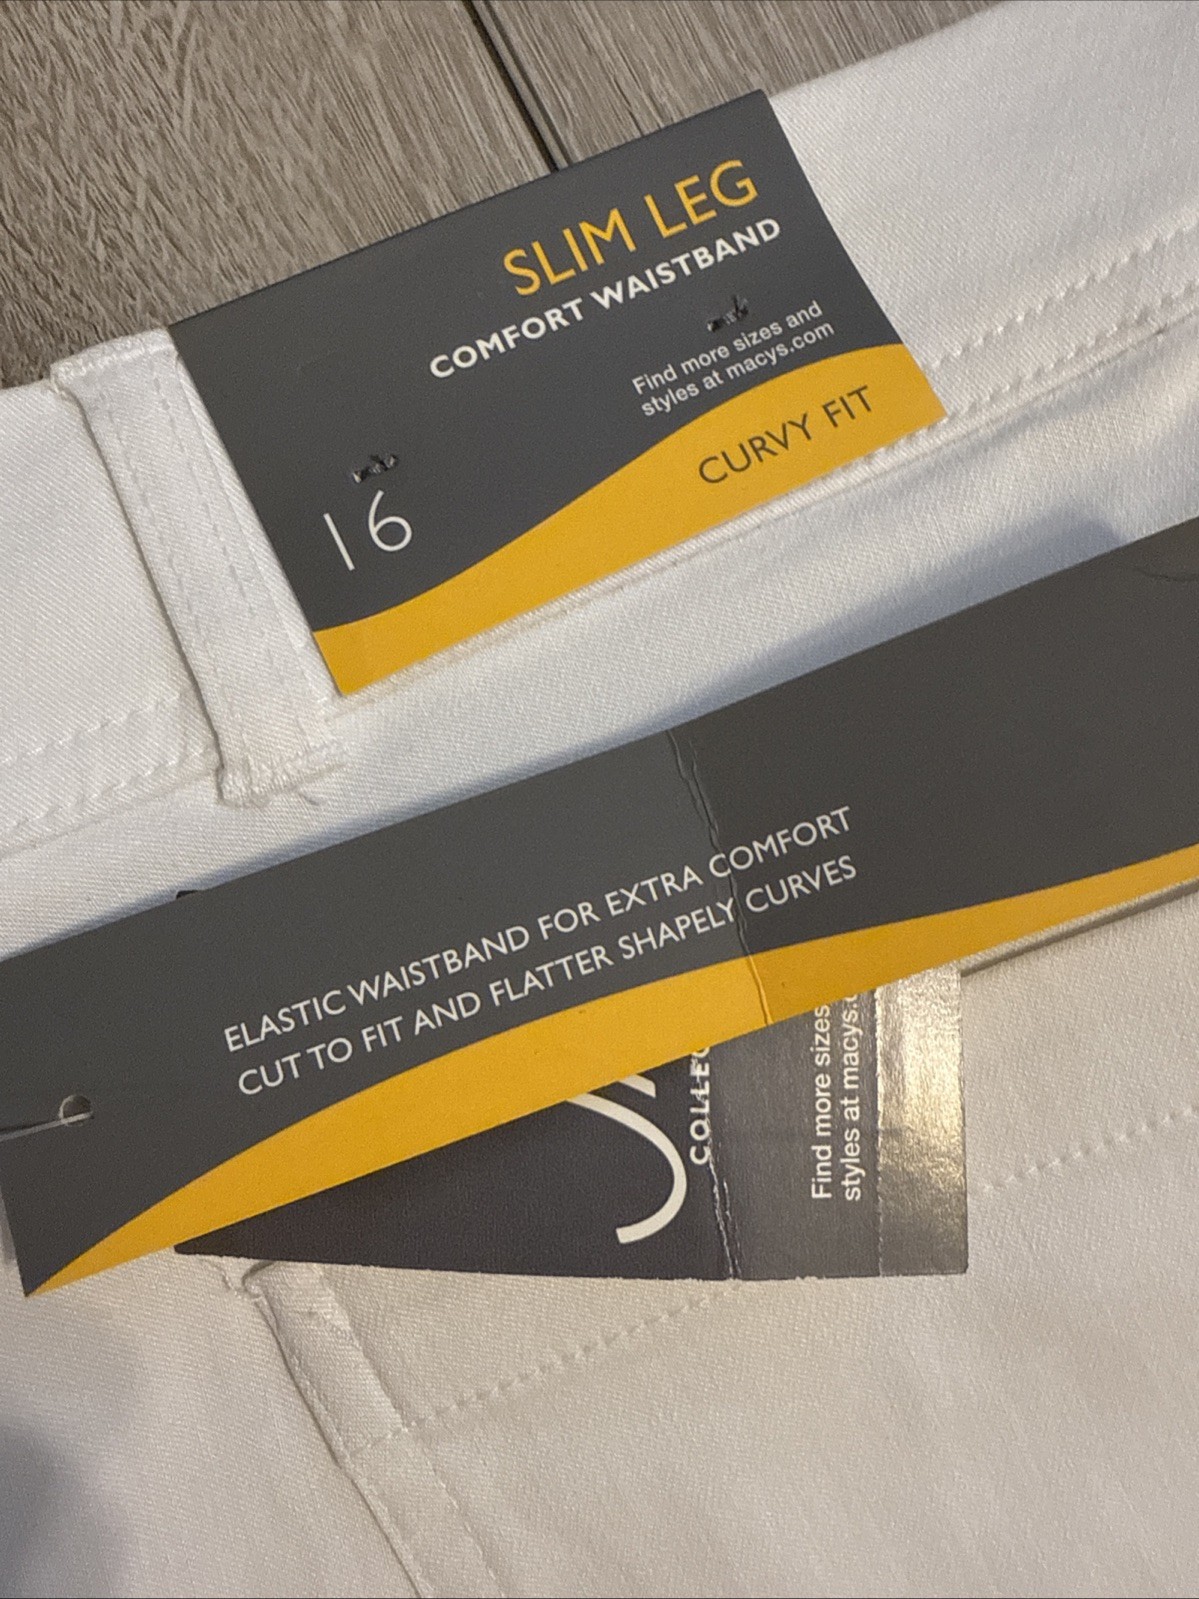 SLIM LEG
COMFORT WAISTBAND
Find more sizes and
styles at macys.com
16
CURVY FIT
ELASTIC WAISTBAND FOR EXTRA COMFORT
CUT TO FIT AND FLATTER SHAPELY CURVES
Find more sizes
styles at macys.